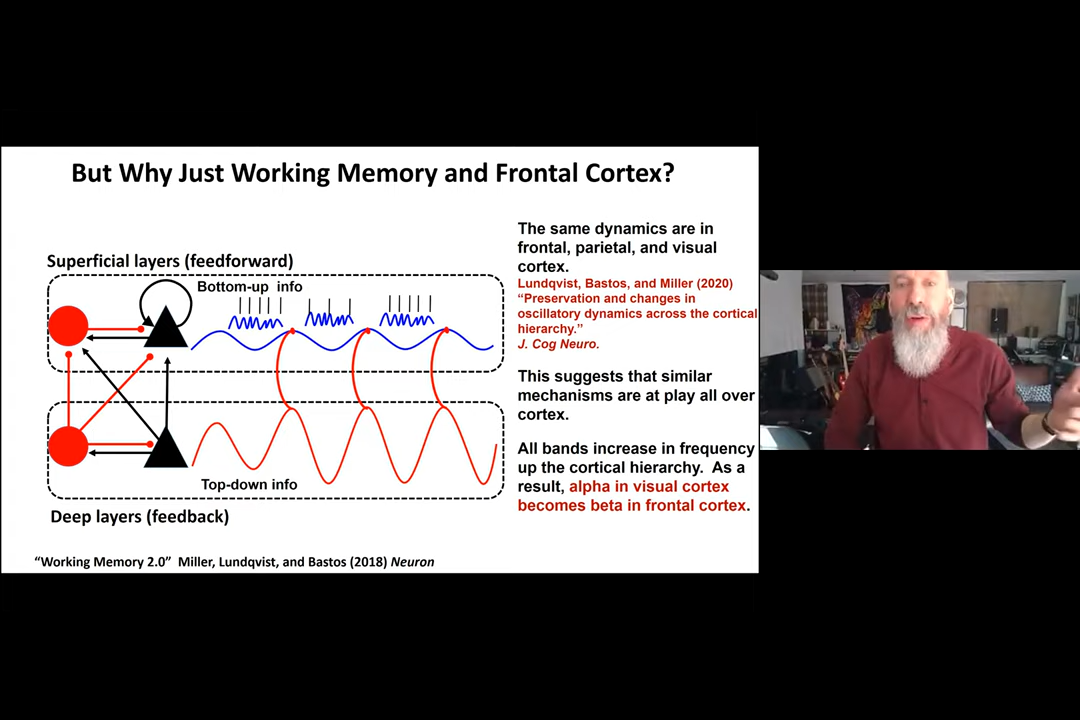 But Why Just Working Memory and Frontal Cortex?
Superficial layers (feedforward)
Bottom-up info
Top-down info
Deep layers (feedback)
The same dynamics are in
frontal, parietal, and visual
cortex.
Lundqvist, Bastos, and Miller (2020)
“Preservation and changes in
oscillatory dynamics across the cortical
hierarchy.”
J. Cog Neuro.
This suggests that similar
mechanisms are at play all over
cortex.
All bands increase in frequency
up the cortical hierarchy. As a
result, alpha in visual cortex
becomes beta in frontal cortex.
“Working Memory 2.0” Miller, Lundqvist, and Bastos (2018) Neuron